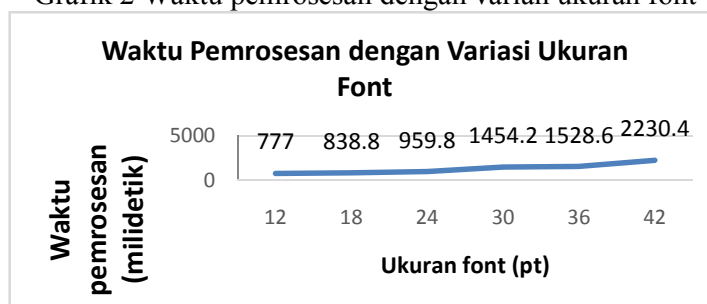 Grafik 2 Waktu pemrosesan dengan varian ukuran font
Waktu Pemrosesan dengan Variasi Ukuran
Font
Waktu
pemrosesan
(milidetik)
5000
0
777 838.8 959.8 1454.2 1528.6 2230.4
12 18 24 30 36 42
Ukuran font (pt)